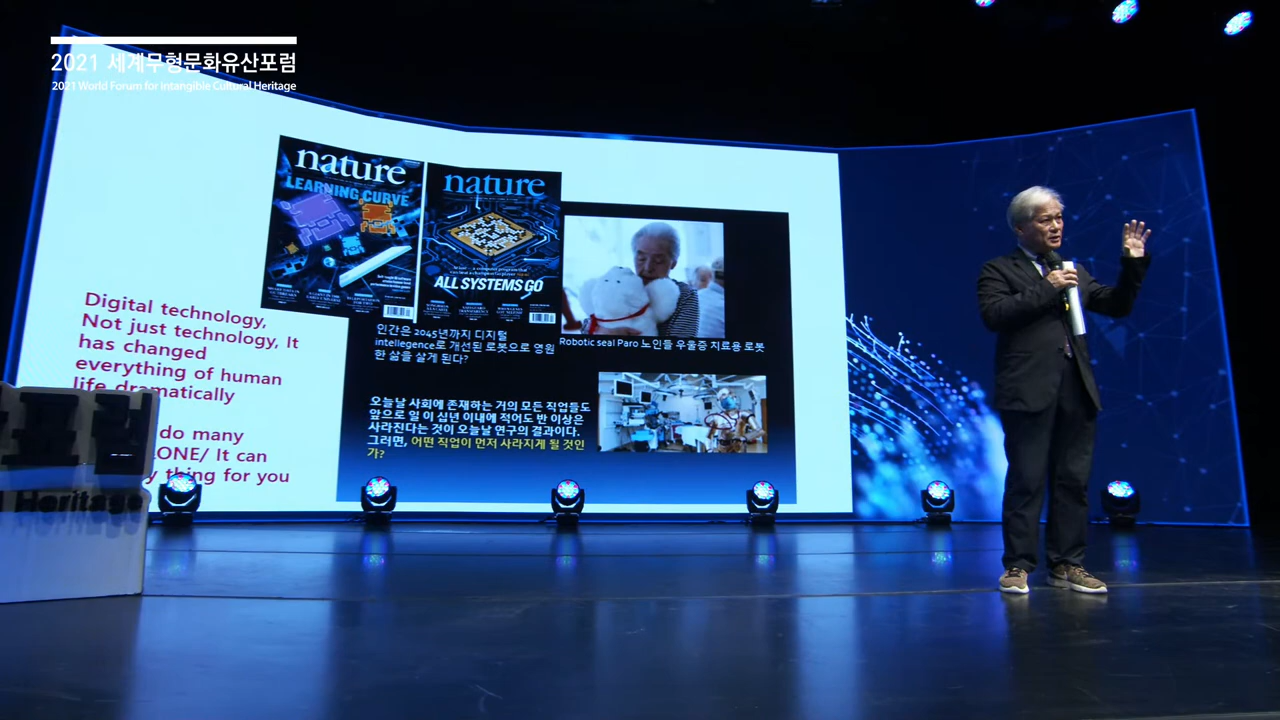 2021 세계무형문화유산포럼
2021 World Forum for Intangible Cultural Heritage
nature
LEARNING CURVE
nature
ALL SYSTEMS GO
Digital technology,
Not just technology, It
has changed
everything of human
life dramatically
do many
LONE/ It can
thing for you
인간은 2045년까지 디지털
intellegence로 개선된 로봇으로 영원
한 삶을 살게 된다?
Robotic seal Paro 노인들 우울증 치료용 로봇
오늘날 사회에 존재하는 거의 모든 직업들도
앞으로 일 이 십년 이내에 적어도 반 이상은
사라진다는 것이 오늘날 연구의 결과이다.
그러면, 어떤 직업이 먼저 사라지게 될 것인
가?
Heritage